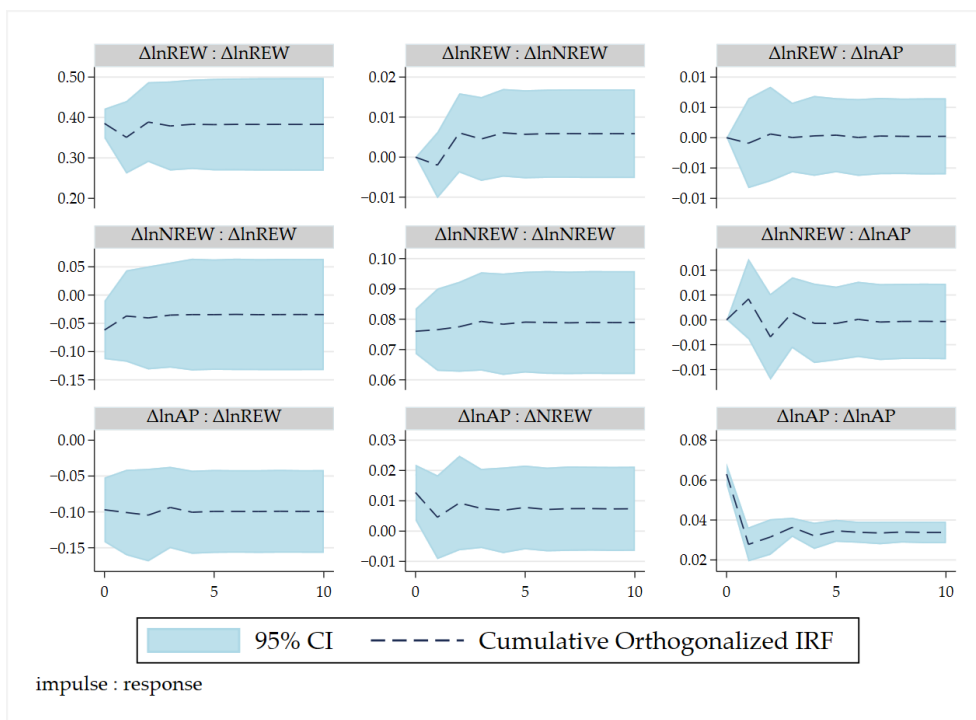 ΔlnREW : ΔlnREW
ΔlnREW : ΔlnNREW
ΔlnREW : ΔlnAP
0.50
0.40
0.30
0.20
0.02
0.01
0.00
−0.01
0.01
0.01
0.00
−0.01
−0.01
ΔlnNREW : ΔlnREW
ΔlnNREW : ΔlnNREW
ΔlnNREW : ΔlnAP
0.05
0.00
−0.05
−0.10
−0.15
0.10
0.09
0.08
0.07
0.06
0.01
0.01
0.00
−0.01
−0.01
ΔlnAP : ΔlnREW
ΔlnAP : ΔNREW
ΔlnAP : ΔlnAP
0.00
−0.05
−0.10
−0.15
0.03
0.02
0.01
0.00
−0.01
0.08
0.06
0.04
0.02
0 5 10
0 5 10
0 5 10
95% CI
Cumulative Orthogonalized IRF
impulse : response